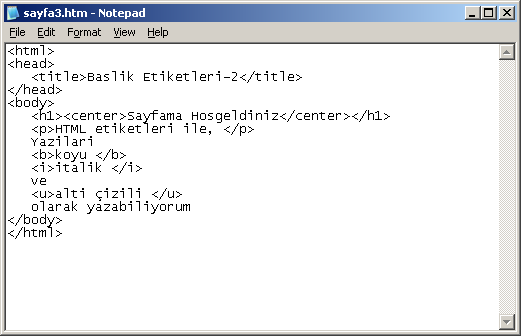 sayfa3.htm - Notepad
File Edit Format View Help
<html>
<head>
<title>Baslik Etiketleri-2</title>
</head>
<body>
<h1><center>Sayfama Hosgeldiniz</center></h1>
<p>HTML etiketleri ile, </p>
Yazilari
<b>koyu </b>
<i>italik </i>
ve
<u>alti çizili </u>
olarak yazabiliyorum
</body>
</html>